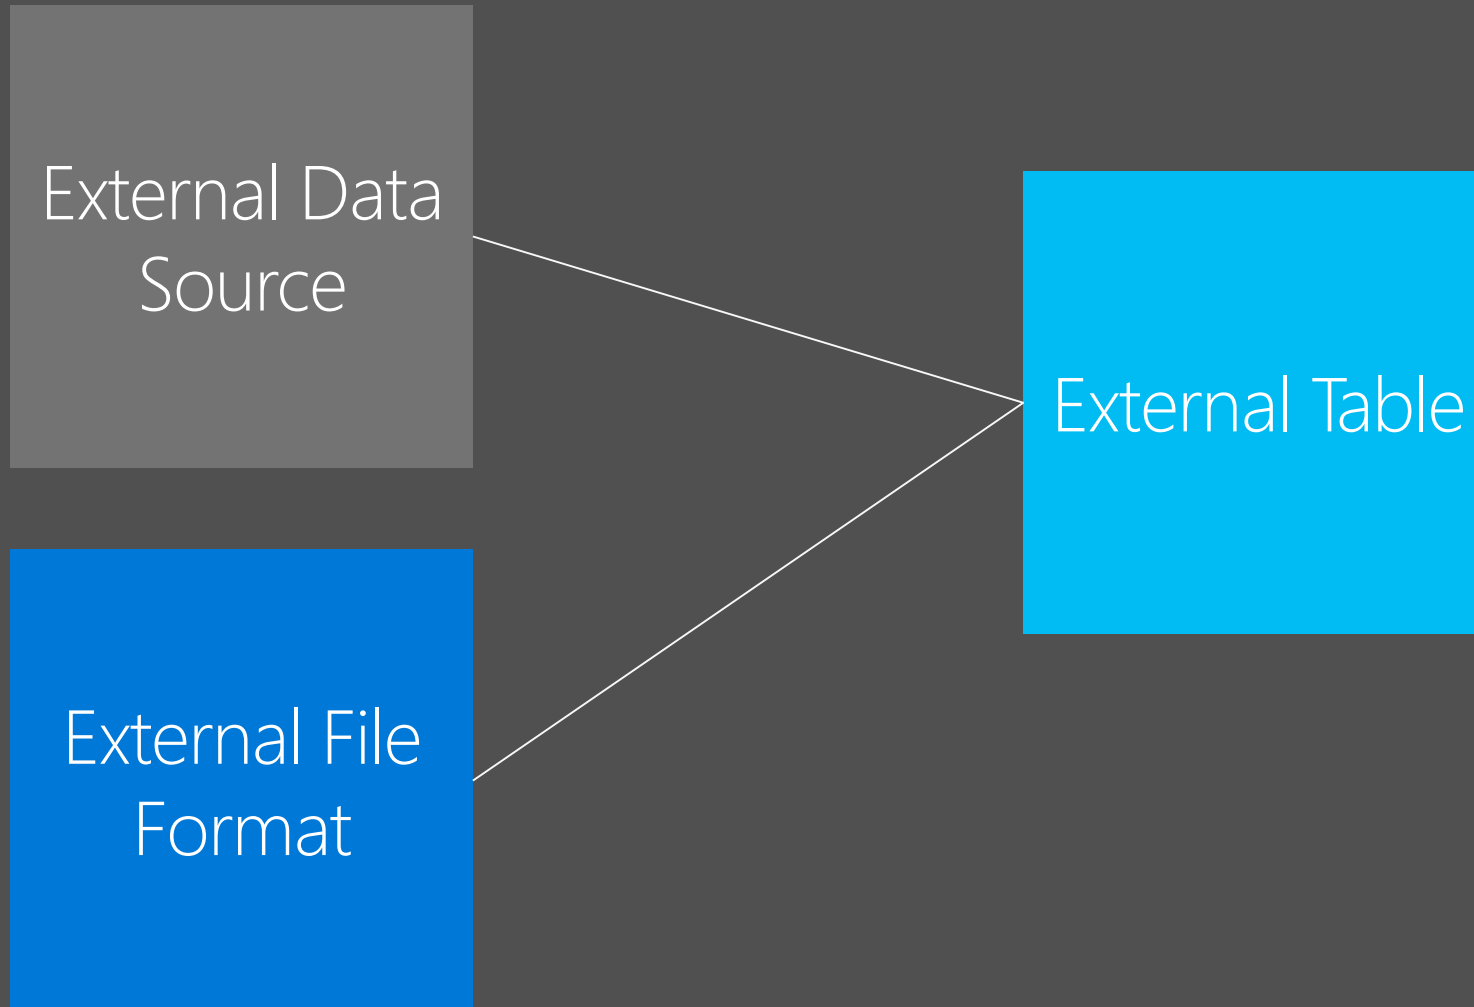 External Data
Source
External Table
External File
Format